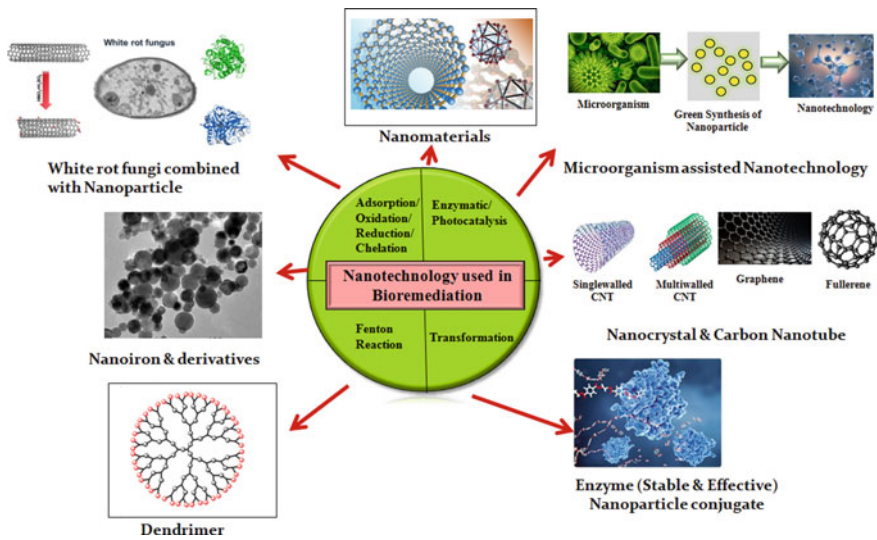 White rot fungus
HNO3/H2SO4
White rot fungi combined
with Nanoparticle
Nanomaterials
Microorganism
Green Synthesis of
Nanoparticle
Nanotechnology
Microorganism assisted Nanotechnology
Adsorption/
Oxidation/
Reduction/
Chelation
Enzymatic/
Photocatalysis
Nanotechnology used in
Bioremediation
Fenton
Reaction
Transformation
Nanoiron & derivatives
Singlewalled
CNT
Multiwalled
CNT
Graphene
Fullerene
Nanocrystal & Carbon Nanotube
Dendrimer
Enzyme (Stable & Effective)
Nanoparticle conjugate